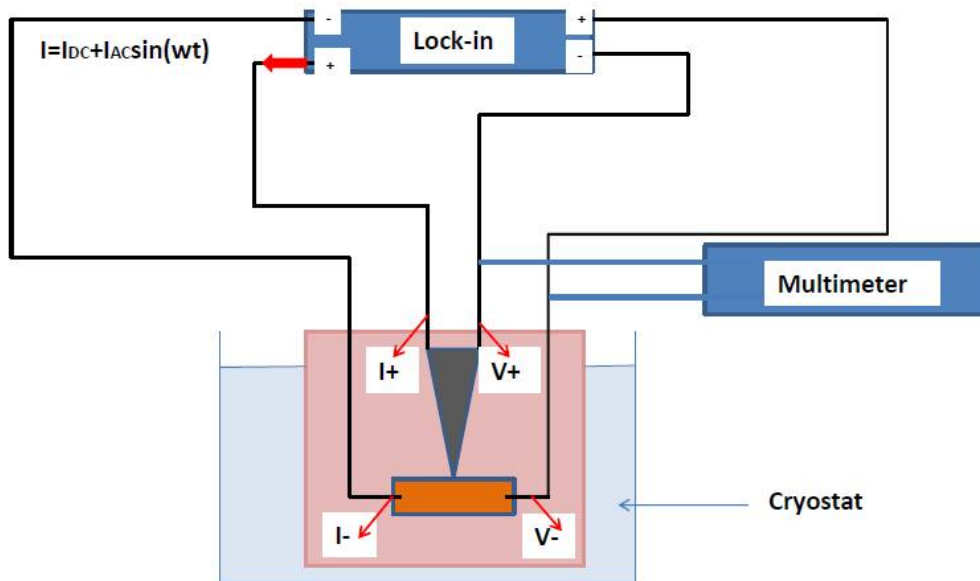 -
+
I=IDC+IACsin(wt)
Lock-in
+
-
Multimeter
I+
V+
Cryostat
I-
V-